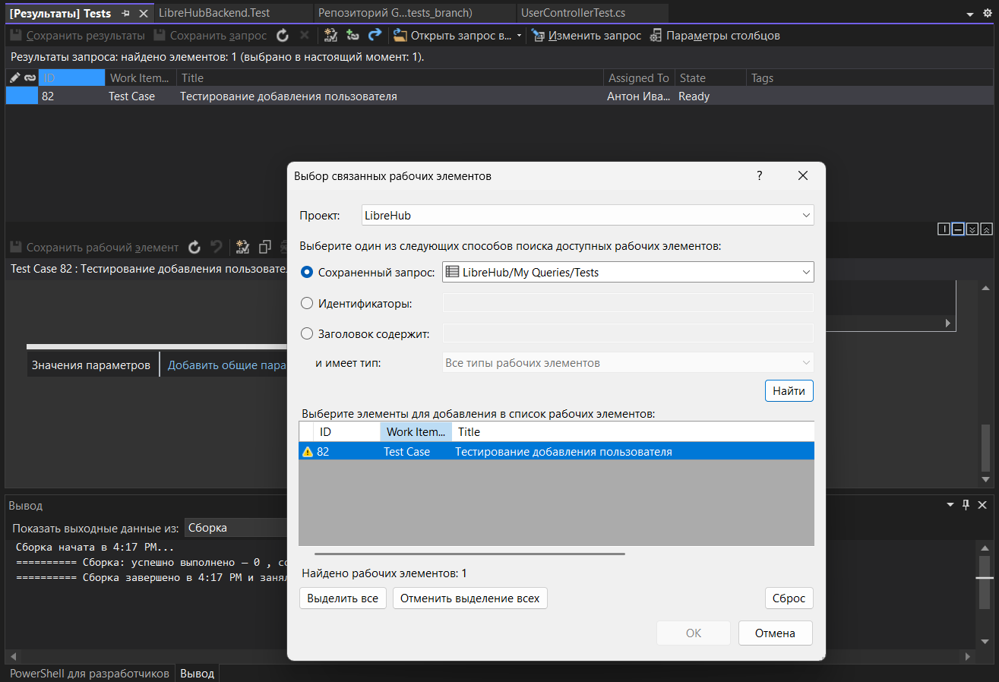 [Результаты] Tests
LibreHubBackend.Test
Репозиторий G...tests_branch)
UserControllerTest.cs
Сохранить результаты
Сохранить запрос
Открыть запрос в...
Изменить запрос
Параметры столбцов
Результаты запроса: найдено элементов: 1 (выбрано в настоящий момент: 1).
ID Work Item... Title Assigned To State Tags
82 Test Case Тестирование добавления пользователя Антон Ива... Ready
Выбор связанных рабочих элементов
?
Проект: LibreHub
Выберите один из следующих способов поиска доступных рабочих элементов:
Сохраненный запрос: LibreHub/My Queries/Tests
Идентификаторы:
Заголовок содержит:
и имеет тип: Все типы рабочих элементов
Найти
Выберите элементы для добавления в список рабочих элементов:
ID Work Item... Title
82 Test Case Тестирование добавления пользователя
Найдено рабочих элементов: 1
Выделить все
Отменить выделение всех
Сброс
OK
Отмена
Сохранить рабочий элемент
Test Case 82 : Тестирование добавления пользовате
Значения параметров
Добавить общие пара
Вывод
Показать выходные данные из: Сборка
Сборка начата в 4:17 PM...
========== Сборка: успешно выполнено — 0 , с
========== Сборка завершено в 4:17 PM и занял
PowerShell для разработчиков
Вывод